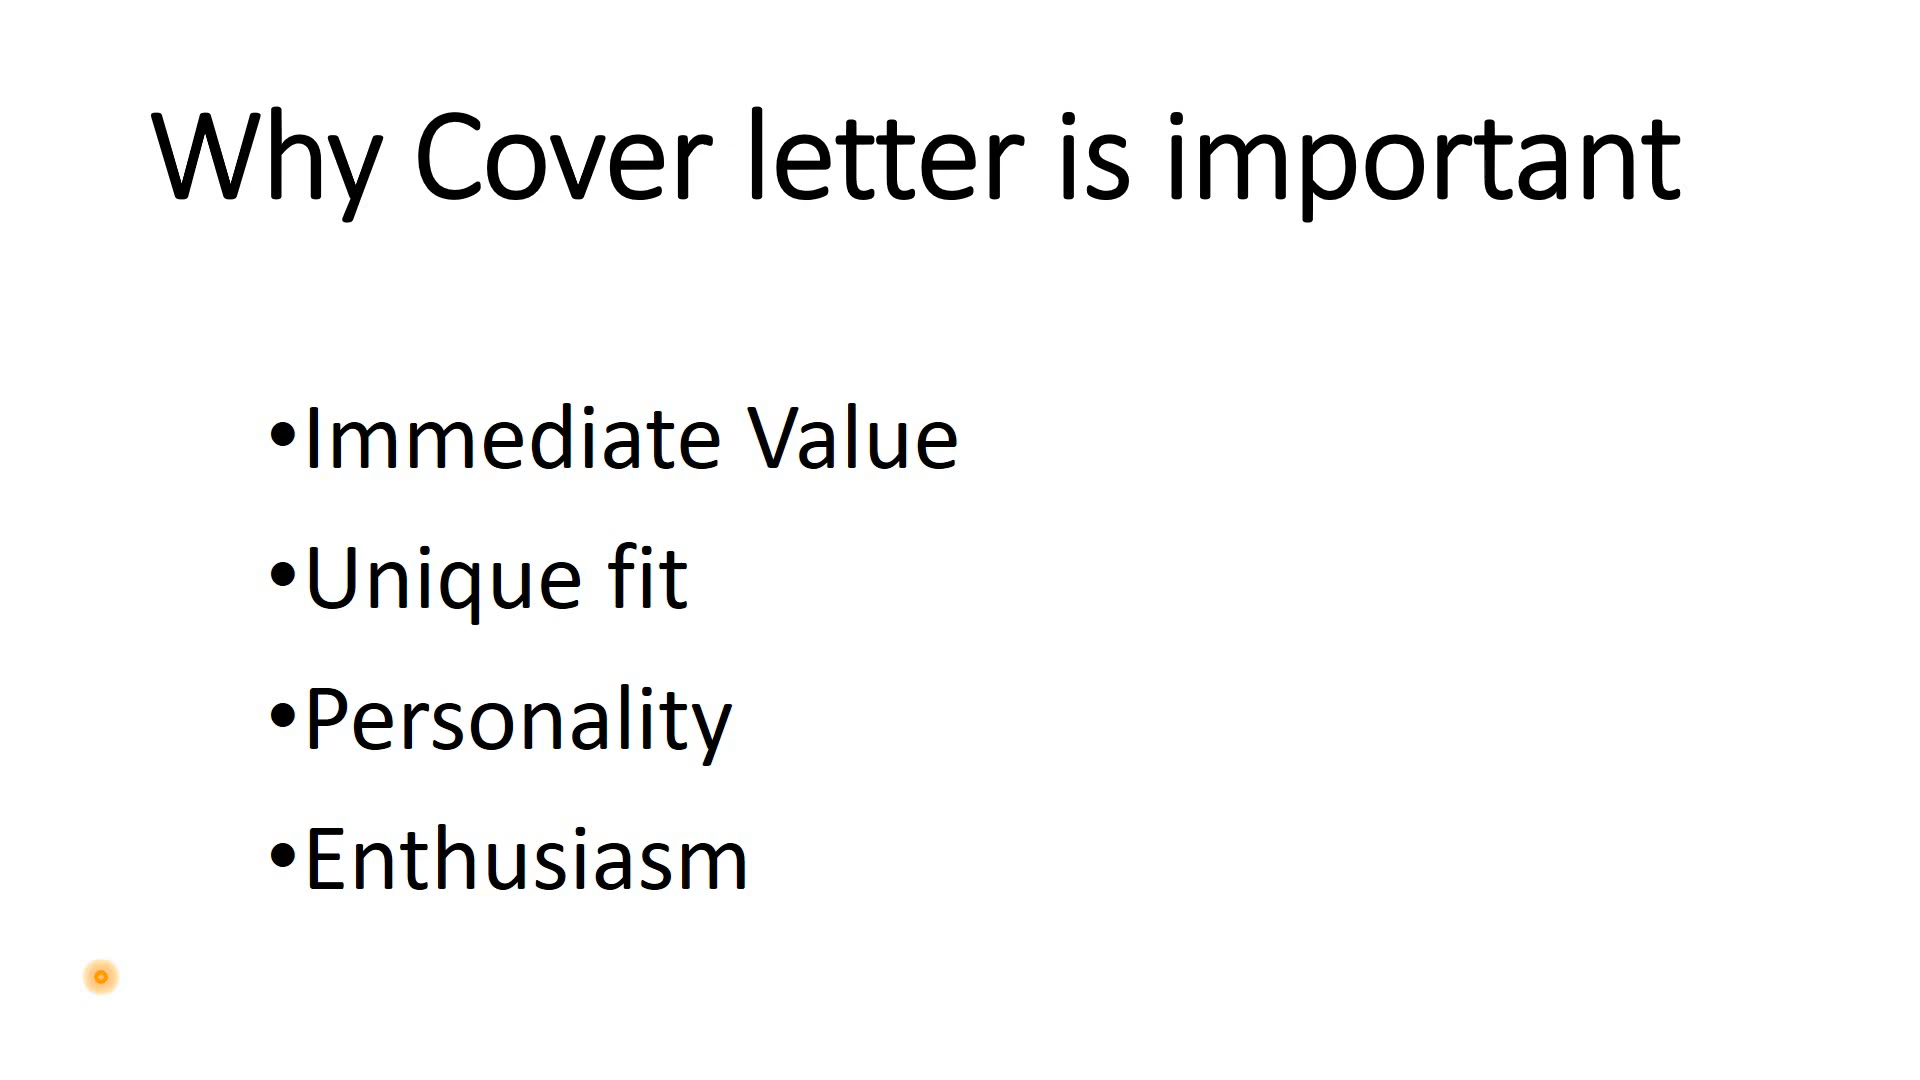 Why Cover letter is important
•Immediate Value
•Unique fit
•Personality
•Enthusiasm